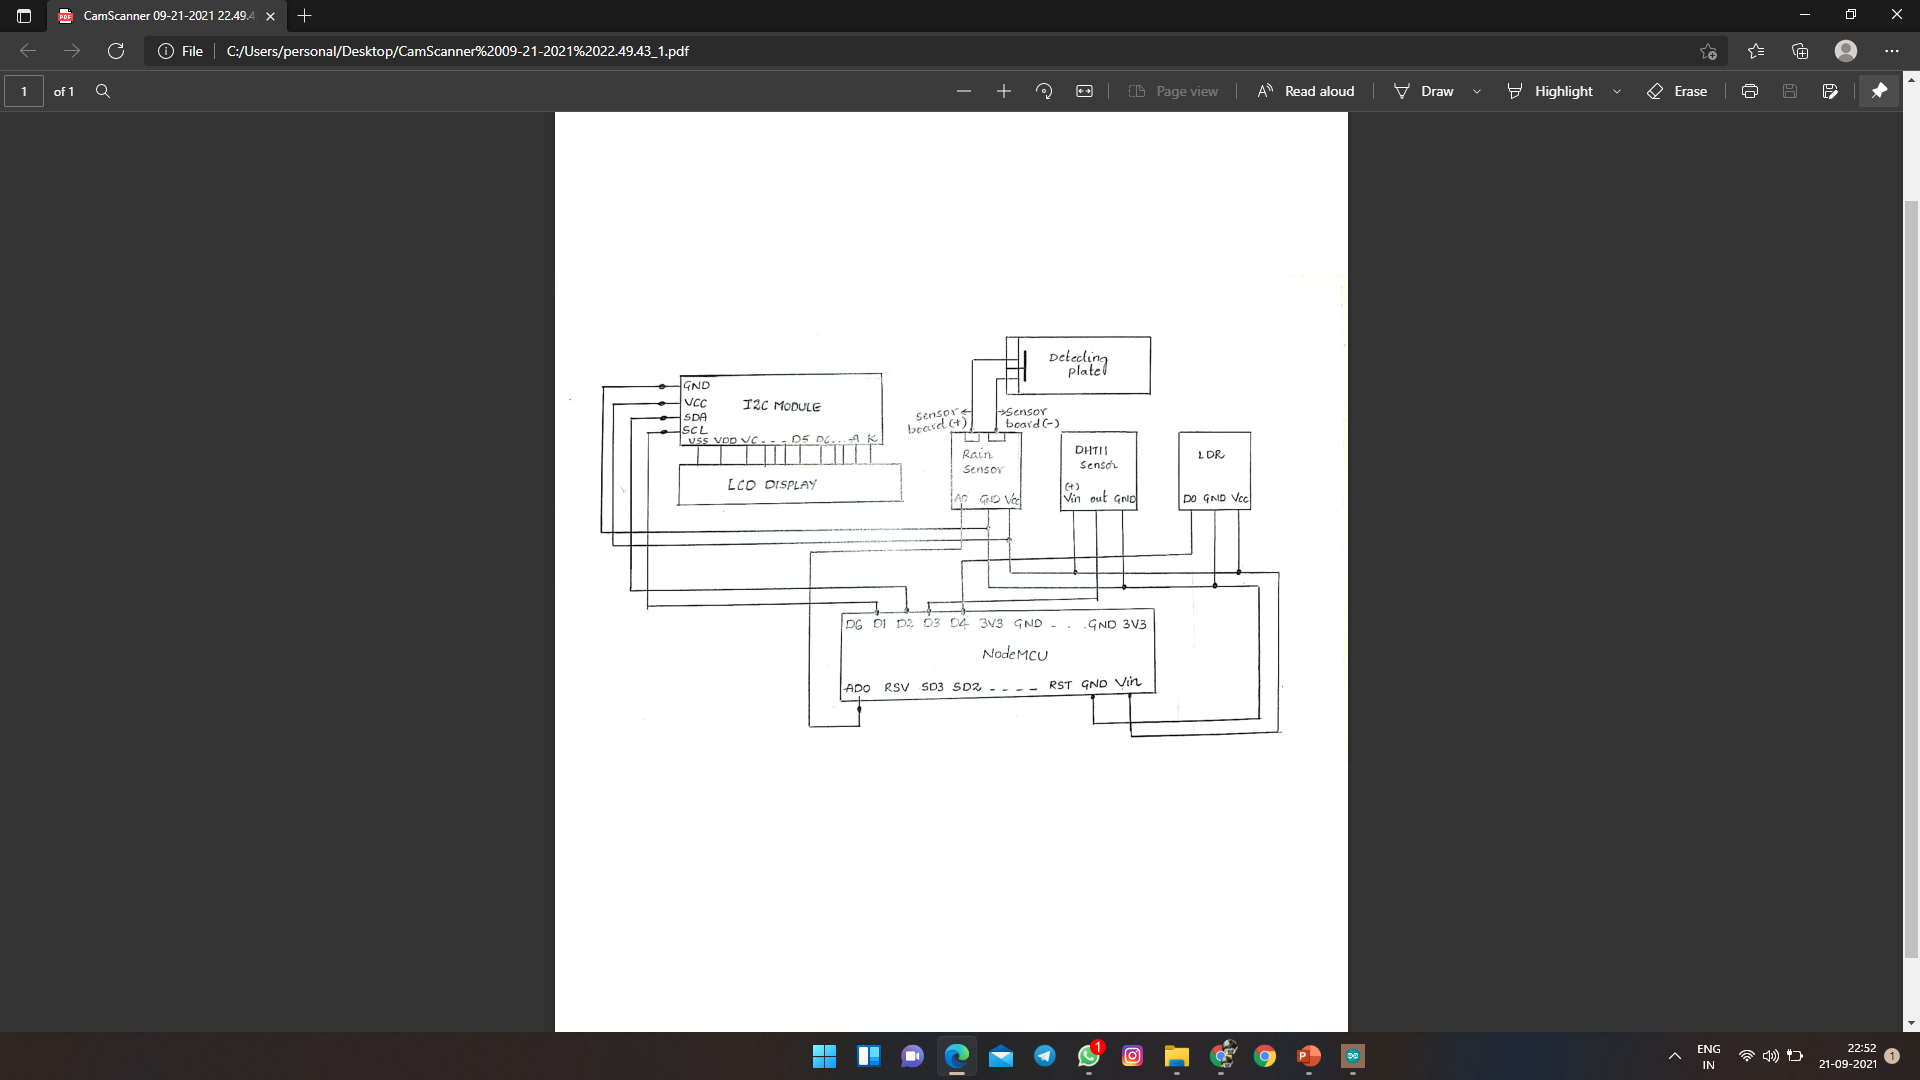 CamScanner 09-21-2021 22.49.4
File
C:/Users/personal/Desktop/CamScanner%2009-21-2021%2022.49.43_1.pdf
1 of 1
Page view
Read aloud
Draw
Highlight
Erase
Detecting
plate
GND
VCC
SDA
SCL
I2C MODULE
VSS VDD VC - - - D5 D6... A K
LCD DISPLAY
sensor
board (+)
sensor
board (-)
Rain
Sensor
A0 GND Vcc
DHT11
Sensor
(+)
Vin out GND
LDR
DO GND Vcc
D6 D1 D2 D3 D4 3V3 GND - . . . GND 3V3
NodeMCU
ADO RSV SD3 SD2 - - - - RST GND Vin
1
ENG
IN
22:52
21-09-2021
1